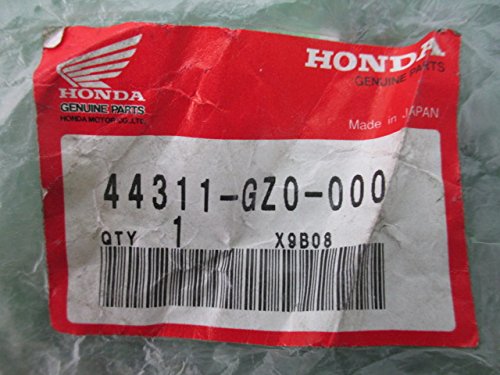 HONDA
GENUINE PARTS
HONDA MOTOR CO.,LTD.
HONDA
GENUINE PARTS
Made in JAPAN
44311-GZ0-000
QTY 1 X9B08